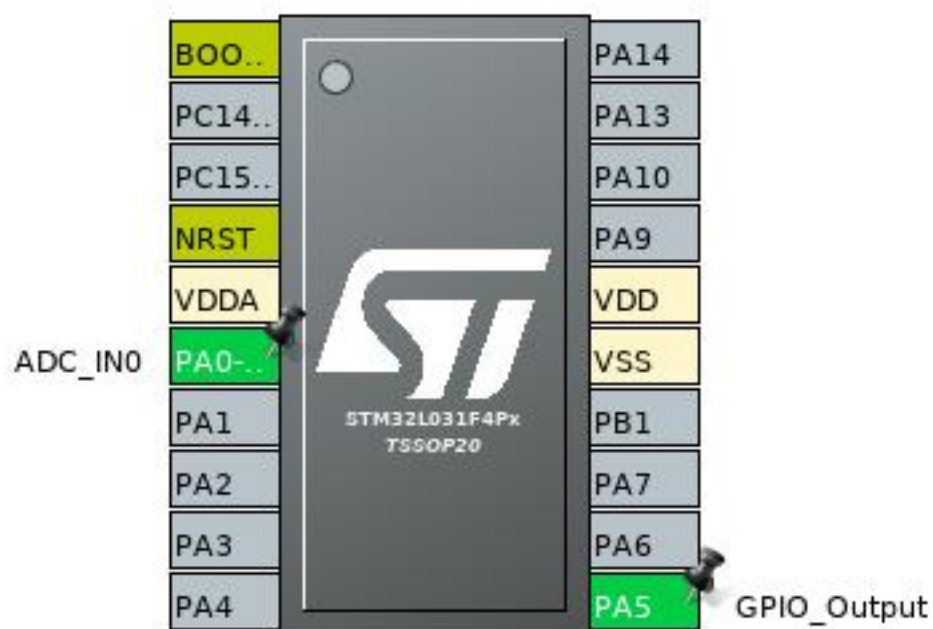 BOO..
PC14..
PC15..
NRST
VDDA
ADC_IN0 PA0-..
PA1
PA2
PA3
PA4
ST
STM32L031F4Px
TSSOP20
PA14
PA13
PA10
PA9
VDD
VSS
PB1
PA7
PA6
PA5 GPIO_Output